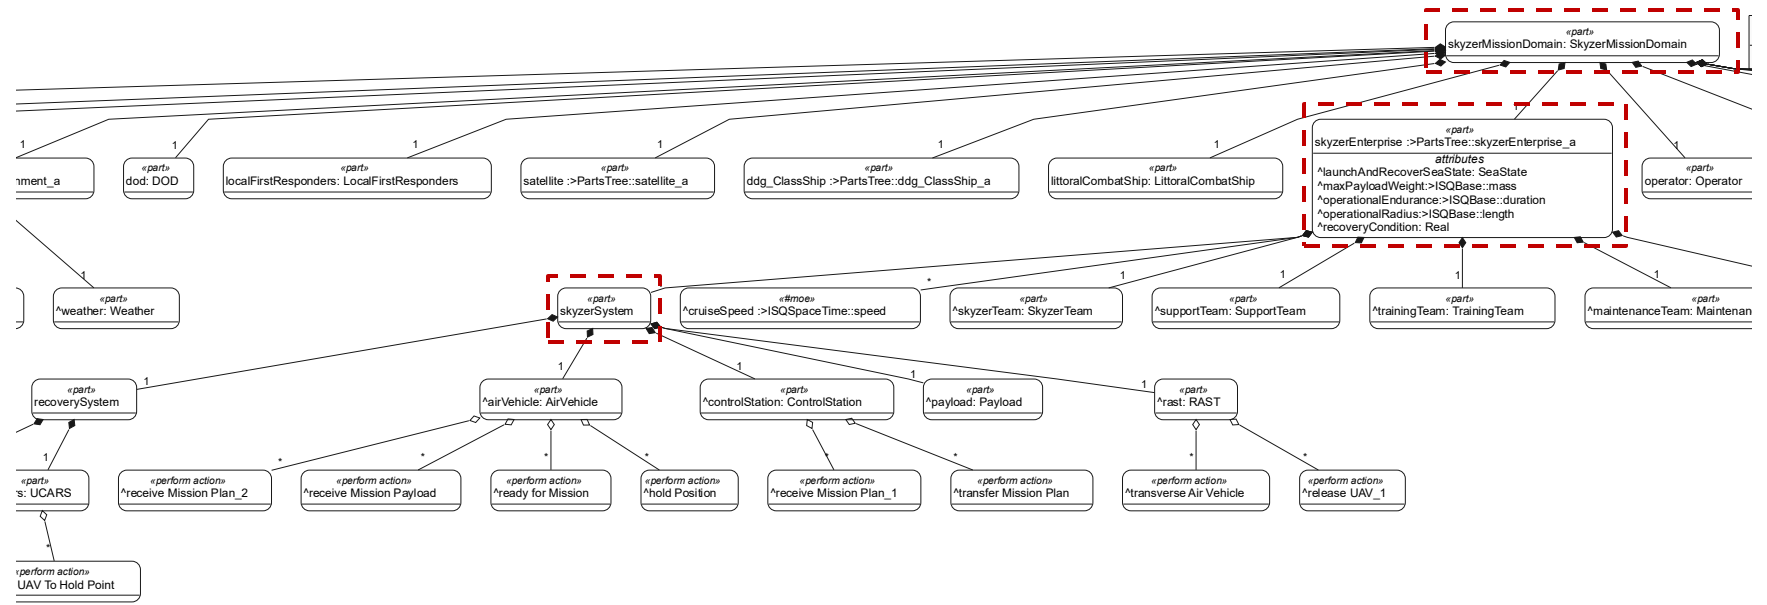 «part»
skyzerMissionDomain: SkyzerMissionDomain
1
1
1
1
1
1
1
1
nment_a
«part»
dod: DOD
«part»
localFirstResponders: LocalFirstResponders
«part»
satellite :>PartsTree::satellite_a
«part»
ddg_ClassShip :>PartsTree::ddg_ClassShip_a
«part»
littoralCombatShip: LittoralCombatShip
«part»
skyzerEnterprise :>PartsTree::skyzerEnterprise_a
attributes
^launchAndRecoverSeaState: SeaState
^maxPayloadWeight:>ISQBase::mass
^operationalEndurance:>ISQBase::duration
^operationalRadius:>ISQBase::length
^recoveryCondition: Real
«part»
operator: Operator
1
*
1
1
1
1
«part»
^weather: Weather
«part»
skyzerSystem
«#moe»
^cruiseSpeed :>ISQSpaceTime::speed
«part»
^skyzerTeam: SkyzerTeam
«part»
^supportTeam: SupportTeam
«part»
^trainingTeam: TrainingTeam
«part»
^maintenanceTeam: Maintenan
1
1
1
1
1
«part»
recoverySystem
«part»
^airVehicle: AirVehicle
«part»
^controlStation: ControlStation
«part»
^payload: Payload
«part»
^rast: RAST
1
*
*
*
*
*
*
*
*
«part»
rs: UCARS
«perform action»
^receive Mission Plan_2
«perform action»
^receive Mission Payload
«perform action»
^ready for Mission
«perform action»
^hold Position
«perform action»
^receive Mission Plan_1
«perform action»
^transfer Mission Plan
«perform action»
^transverse Air Vehicle
«perform action»
^release UAV_1
*
«perform action»
UAV To Hold Point